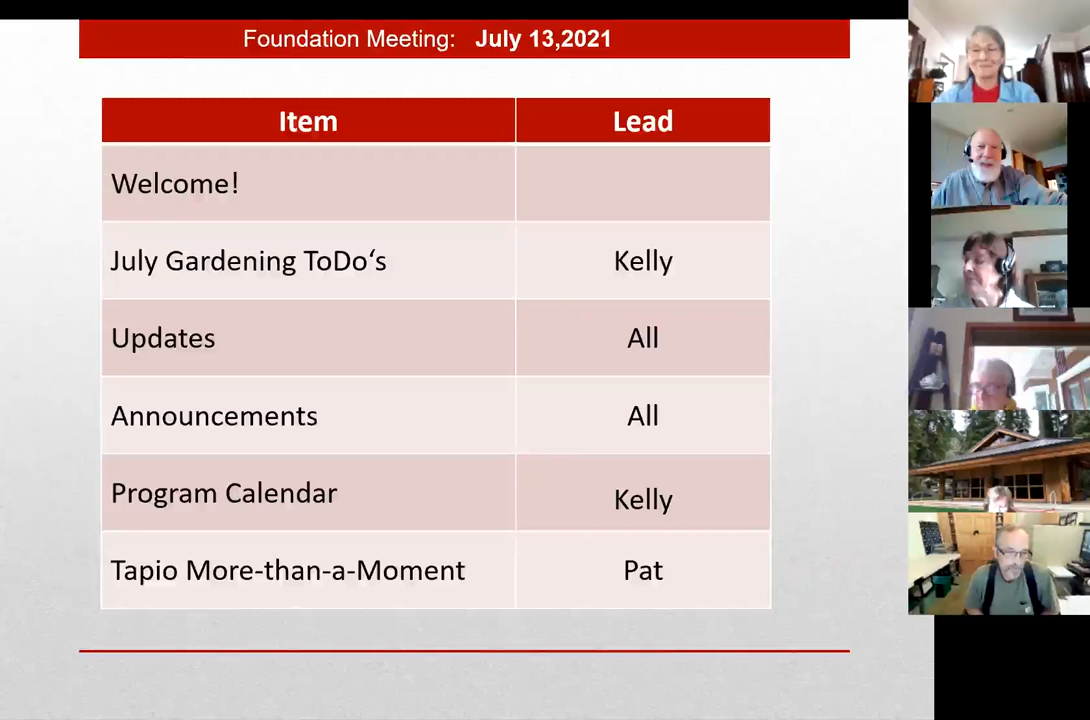 Foundation Meeting: July 13,2021
Item Lead
Welcome!
July Gardening ToDo‘s Kelly
Updates All
Announcements All
Program Calendar Kelly
Tapio More-than-a-Moment Pat